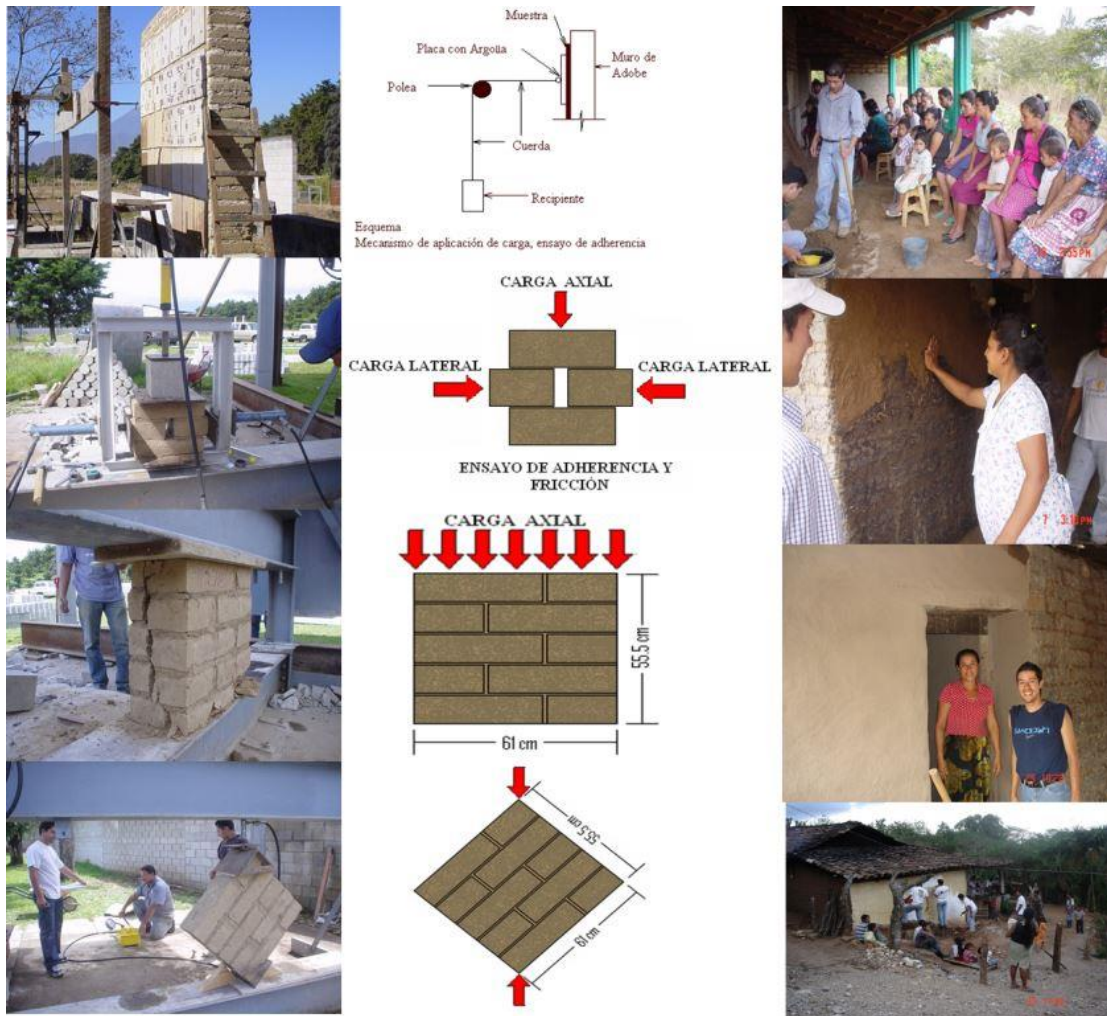 Muestra
Placa con Argolla
Muro de
Adobe
Polea
Cuerda
Recipiente
Esquema
Mecanismo de aplicación de carga, ensayo de adherencia
CARGA AXIAL
CARGA LATERAL
CARGA LATERAL
ENSAYO DE ADHERENCIA Y
FRICCIÓN
CARGA AXIAL
55.5 cm
61 cm
55.5 cm
61 cm